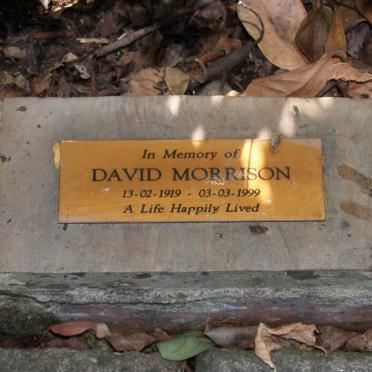 In Memory of
DAVID MORRISON
13-02-1919 - 03-03-1999
A Life Happily Lived